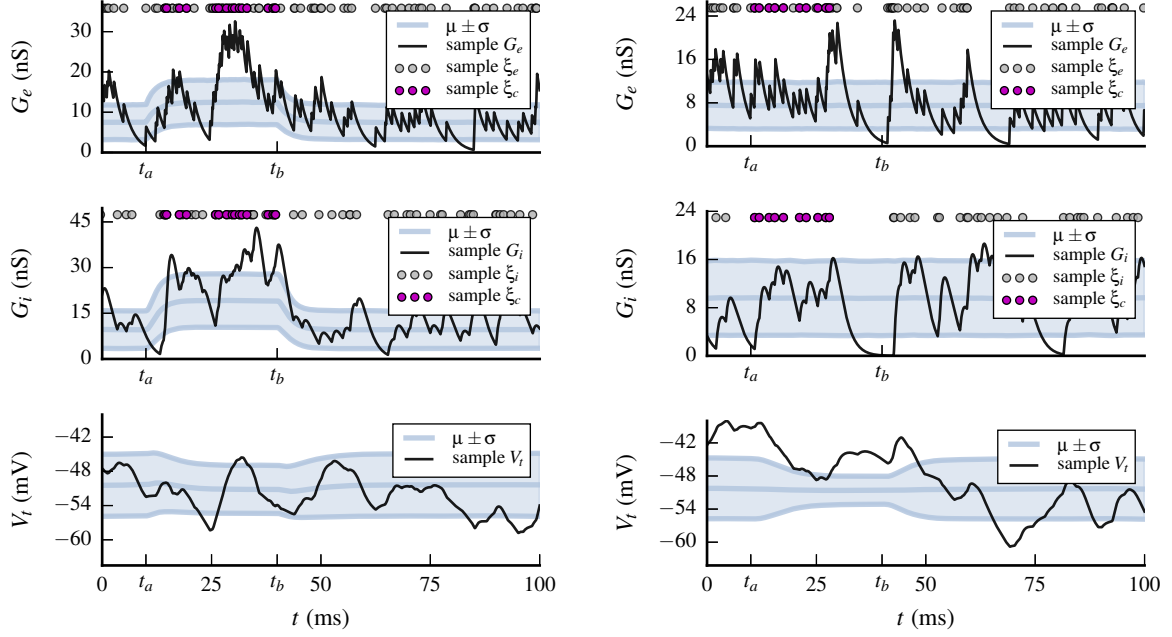 30
20
10
0
G_e (nS)
μ ± σ
sample G_e
sample ξ_e
sample ξ_c
t_a
t_b
24
16
8
0
G_e (nS)
μ ± σ
sample G_e
sample ξ_e
sample ξ_c
t_a
t_b
45
30
15
0
G_i (nS)
μ ± σ
sample G_i
sample ξ_i
sample ξ_c
t_a
t_b
24
16
8
0
G_i (nS)
μ ± σ
sample G_i
sample ξ_i
sample ξ_c
t_a
t_b
−42
−48
−54
−60
V_t (mV)
μ ± σ
sample V_t
0
t_a
25
t_b
50
75
100
t (ms)
−42
−48
−54
−60
V_t (mV)
μ ± σ
sample V_t
0
t_a
25
t_b
50
75
100
t (ms)